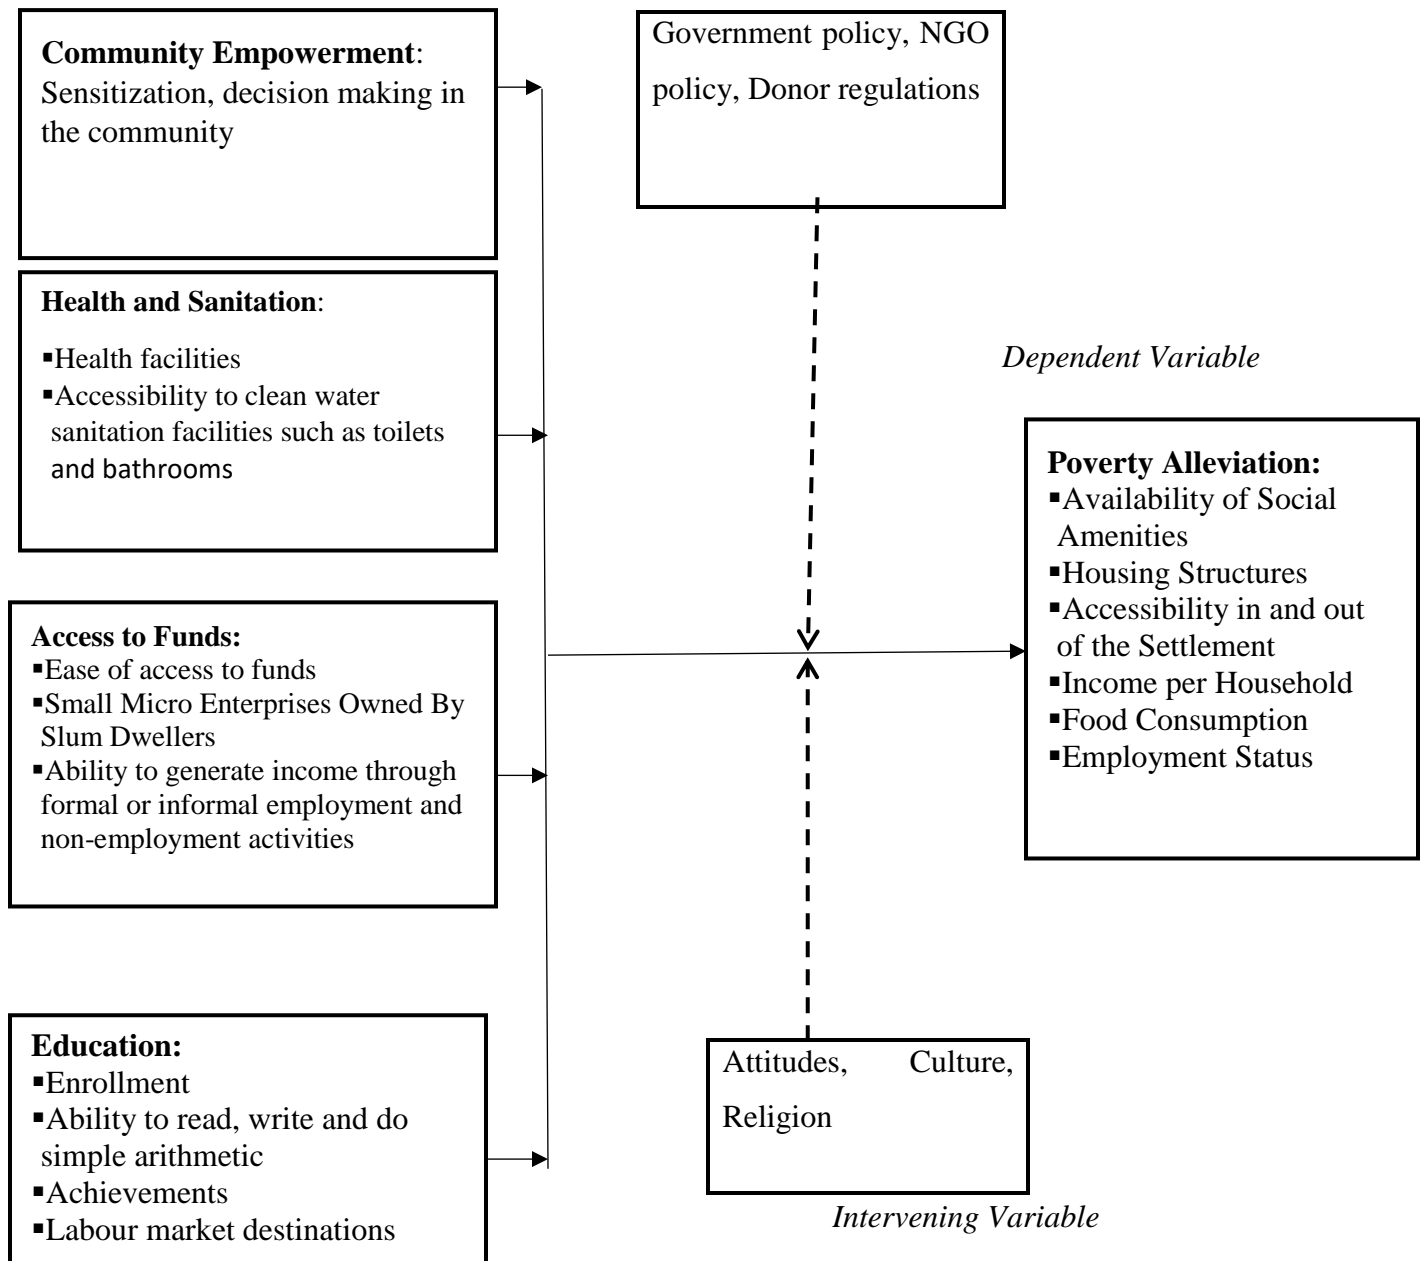 Community Empowerment:
Sensitization, decision making in
the community
Health and Sanitation:
▪Health facilities
▪Accessibility to clean water
sanitation facilities such as toilets
and bathrooms
Access to Funds:
▪Ease of access to funds
▪Small Micro Enterprises Owned By
Slum Dwellers
▪Ability to generate income through
formal or informal employment and
non-employment activities
Education:
▪Enrollment
▪Ability to read, write and do
simple arithmetic
▪Achievements
▪Labour market destinations
Government policy, NGO
policy, Donor regulations
Attitudes, Culture,
Religion
Intervening Variable
Dependent Variable
Poverty Alleviation:
▪Availability of Social
Amenities
▪Housing Structures
▪Accessibility in and out
of the Settlement
▪Income per Household
▪Food Consumption
▪Employment Status